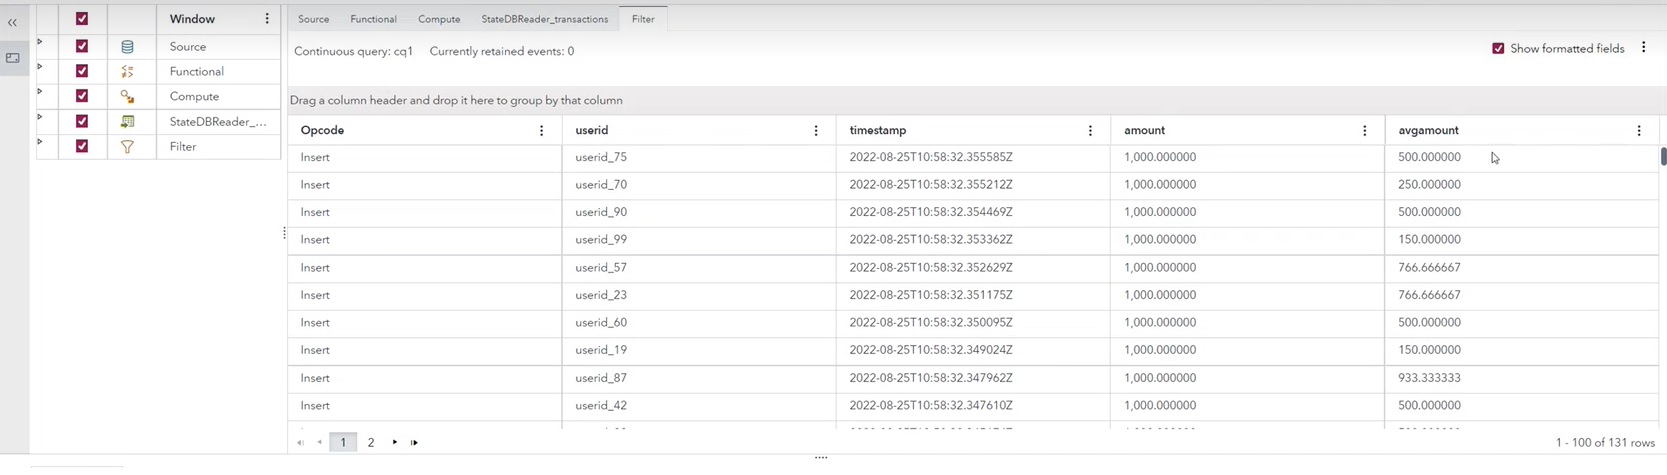 Window
Source
Functional
Compute
StateDBReader_...
Filter
Source Functional Compute StateDBReader_transactions Filter
Continuous query: cq1 Currently retained events: 0 Show formatted fields
Drag a column header and drop it here to group by that column
Opcode userid timestamp amount avgamount
Insert userid_75 2022-08-25T10:58:32.355585Z 1,000.000000 500.000000
Insert userid_70 2022-08-25T10:58:32.355212Z 1,000.000000 250.000000
Insert userid_90 2022-08-25T10:58:32.354469Z 1,000.000000 500.000000
Insert userid_99 2022-08-25T10:58:32.353362Z 1,000.000000 150.000000
Insert userid_57 2022-08-25T10:58:32.352629Z 1,000.000000 766.666667
Insert userid_23 2022-08-25T10:58:32.351175Z 1,000.000000 766.666667
Insert userid_60 2022-08-25T10:58:32.350095Z 1,000.000000 500.000000
Insert userid_19 2022-08-25T10:58:32.349024Z 1,000.000000 150.000000
Insert userid_87 2022-08-25T10:58:32.347962Z 1,000.000000 933.333333
Insert userid_42 2022-08-25T10:58:32.347610Z 1,000.000000 500.000000
1 2 1 - 100 of 131 rows